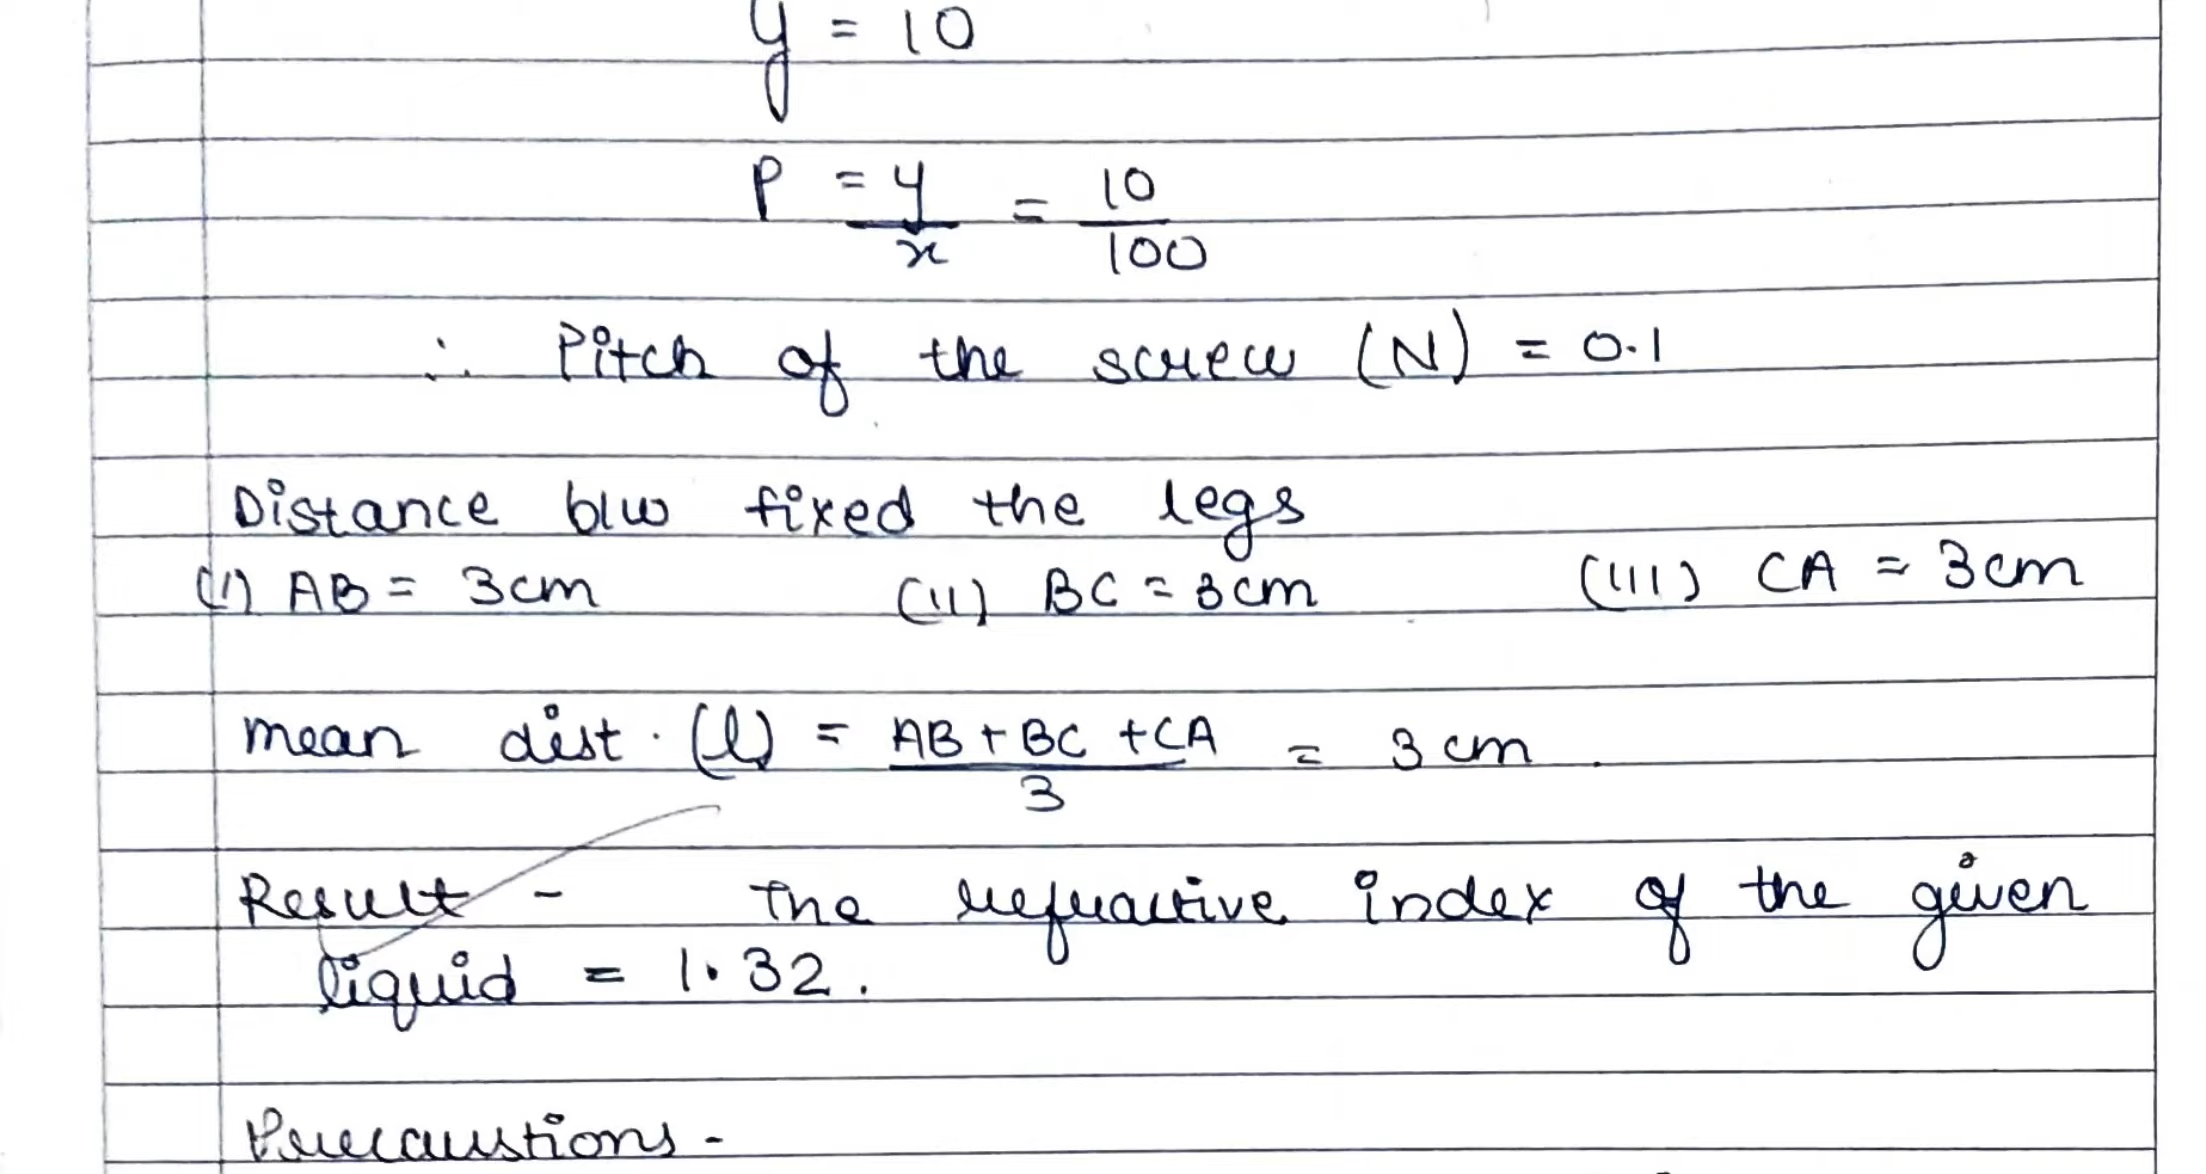 y = 10
P = y/x = 10/100
∴ Pitch of the screw (N) = 0.1
Distance b/w fixed the legs
(i) AB = 3cm (ii) BC = 3cm (iii) CA = 3cm
mean dist. (l) = AB + BC + CA / 3 = 3 cm.
Result - The refractive index of the given
liquid = 1.32.
Precaustions -